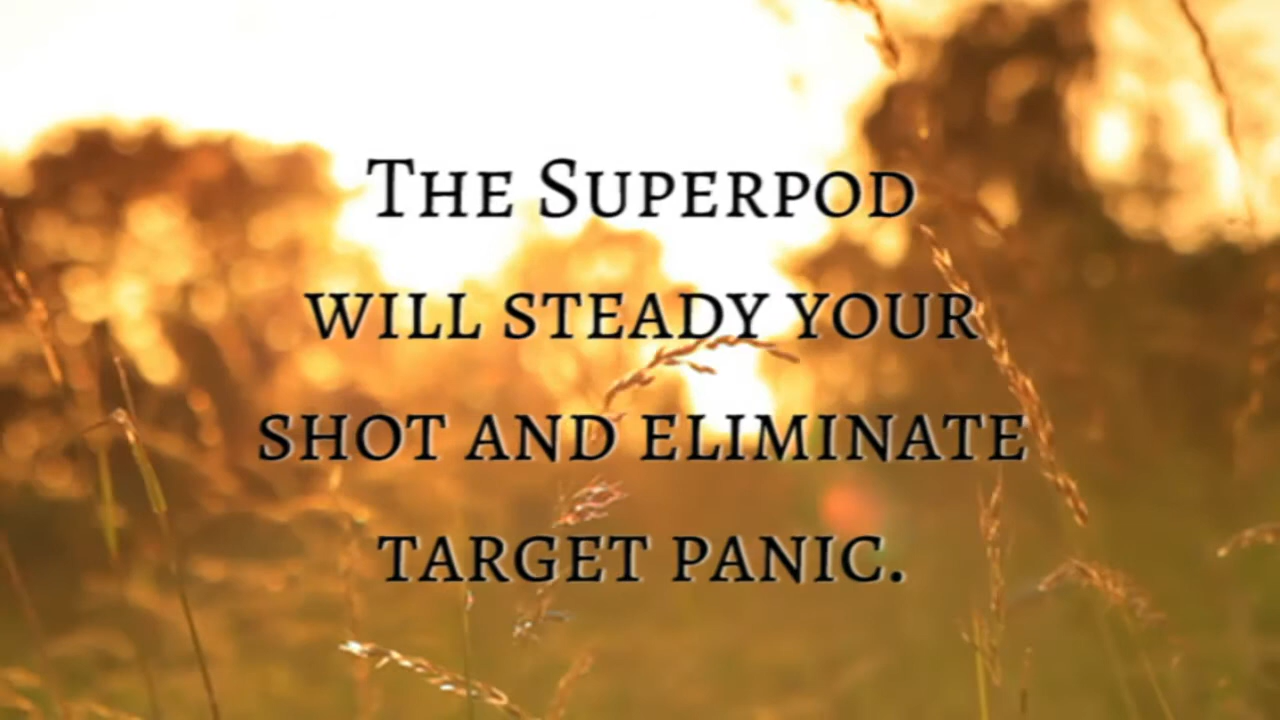 The Superpod
will steady your
shot and eliminate
target panic.